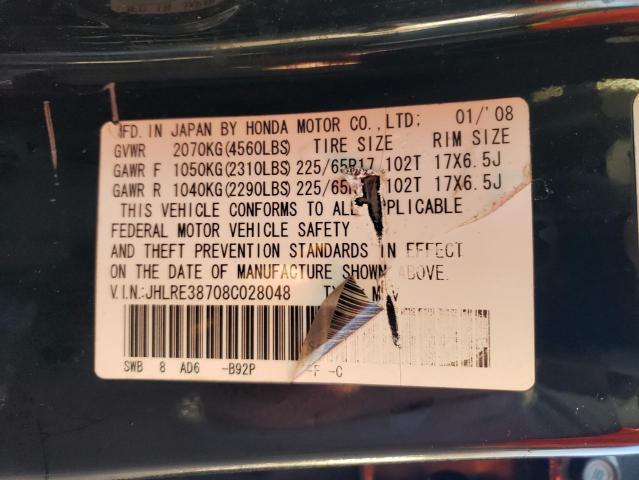 MFD. IN JAPAN BY HONDA MOTOR CO., LTD: 01/'08
GVWR 2070KG(4560LBS) TIRE SIZE RIM SIZE
GAWR F 1050KG(2310LBS) 225/65R17 102T 17X6.5J
GAWR R 1040KG(2290LBS) 225/65R17 102T 17X6.5J
THIS VEHICLE CONFORMS TO ALL APPLICABLE
FEDERAL MOTOR VEHICLE SAFETY
AND THEFT PREVENTION STANDARDS IN EFFECT
ON THE DATE OF MANUFACTURE SHOWN ABOVE.
V.I.N.:JHLRE38708C028048
SWB 8 AD6 -B92P -F -C